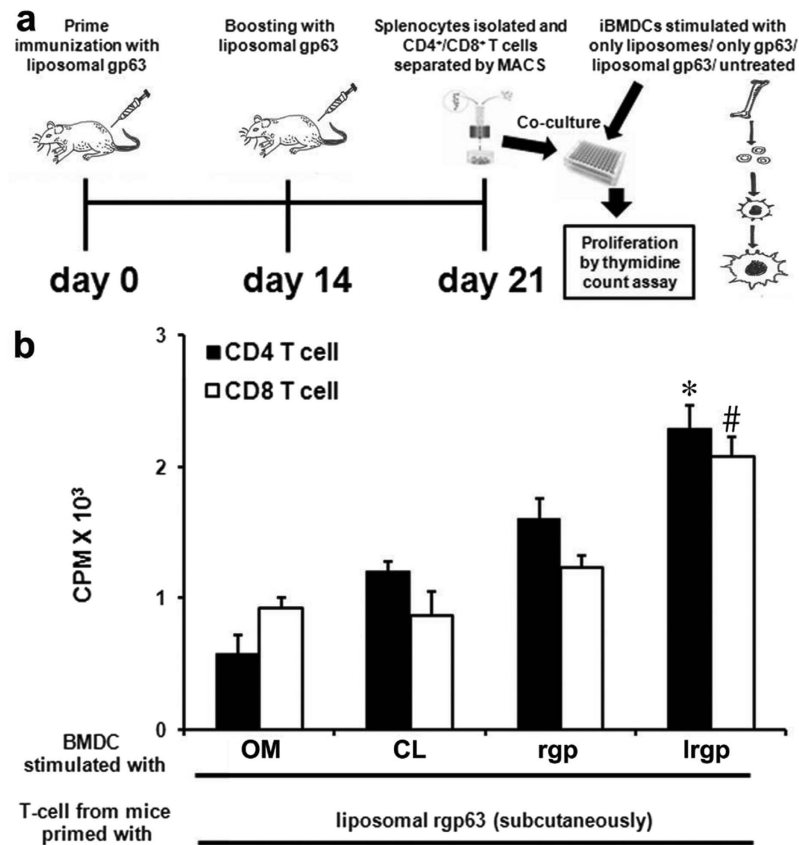 a
Prime
immunization with
liposomal gp63
Boosting with
liposomal gp63
Splenocytes isolated and
CD4⁺/CD8⁺ T cells
separated by MACS
iBMDCs stimulated with
only liposomes/ only gp63/
liposomal gp63/ untreated
Co-culture
day 0
day 14
day 21
Proliferation
by thymidine
count assay
b
3
2
1
0
CPM X 10³
CD4 T cell
CD8 T cell
*
#
BMDC
stimulated with
OM CL rgp lrgp
T-cell from mice
primed with
liposomal rgp63 (subcutaneously)